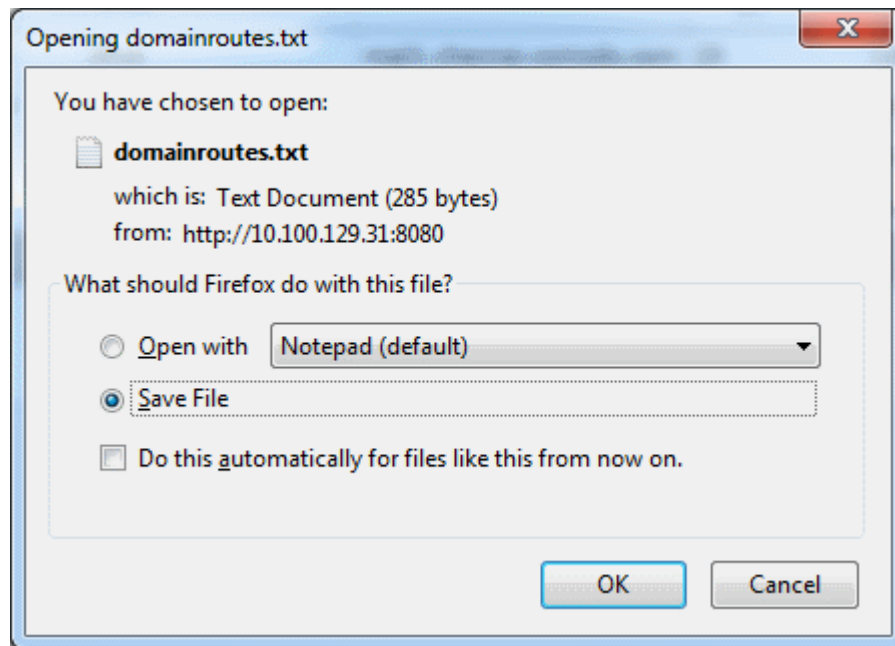 Opening domainroutes.txt
You have chosen to open:
domainroutes.txt
which is: Text Document (285 bytes)
from: http://10.100.129.31:8080
What should Firefox do with this file?
Open with Notepad (default)
Save File
Do this automatically for files like this from now on.
OK Cancel